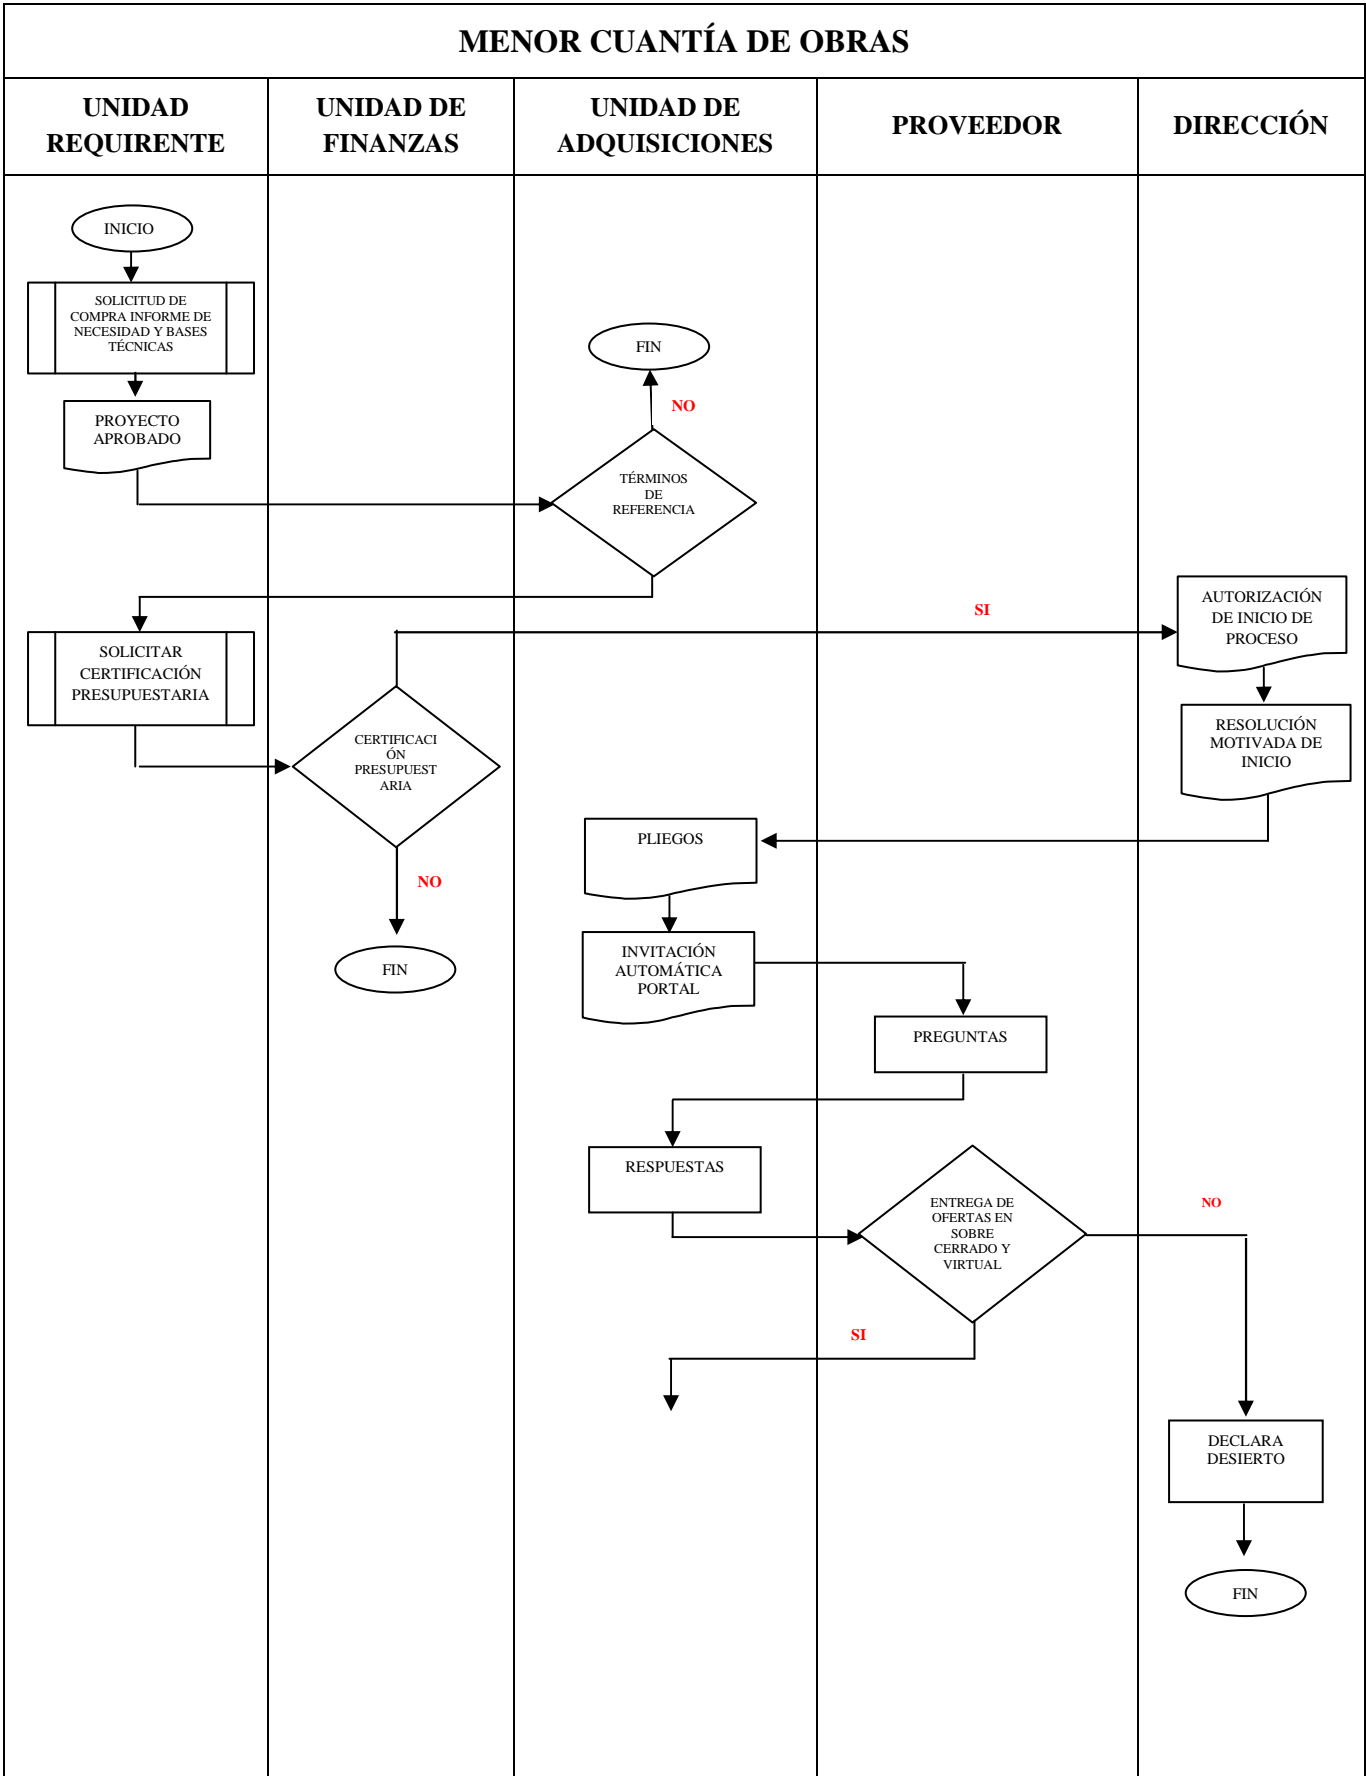 MENOR CUANTÍA DE OBRAS
UNIDAD
REQUIRENTE
UNIDAD DE
FINANZAS
UNIDAD DE
ADQUISICIONES
PROVEEDOR
DIRECCIÓN
INICIO
SOLICITUD DE
COMPRA INFORME DE
NECESIDAD Y BASES
TÉCNICAS
FIN
NO
PROYECTO
APROBADO
TÉRMINOS
DE
REFERENCIA
SI
AUTORIZACIÓN
DE INICIO DE
PROCESO
SOLICITAR
CERTIFICACIÓN
PRESUPUESTARIA
CERTIFICACI
ÓN
PRESUPUEST
ARIA
RESOLUCIÓN
MOTIVADA DE
INICIO
PLIEGOS
NO
FIN
INVITACIÓN
AUTOMÁTICA
PORTAL
PREGUNTAS
RESPUESTAS
ENTREGA DE
OFERTAS EN
SOBRE
CERRADO Y
VIRTUAL
NO
SI
DECLARA
DESIERTO
FIN